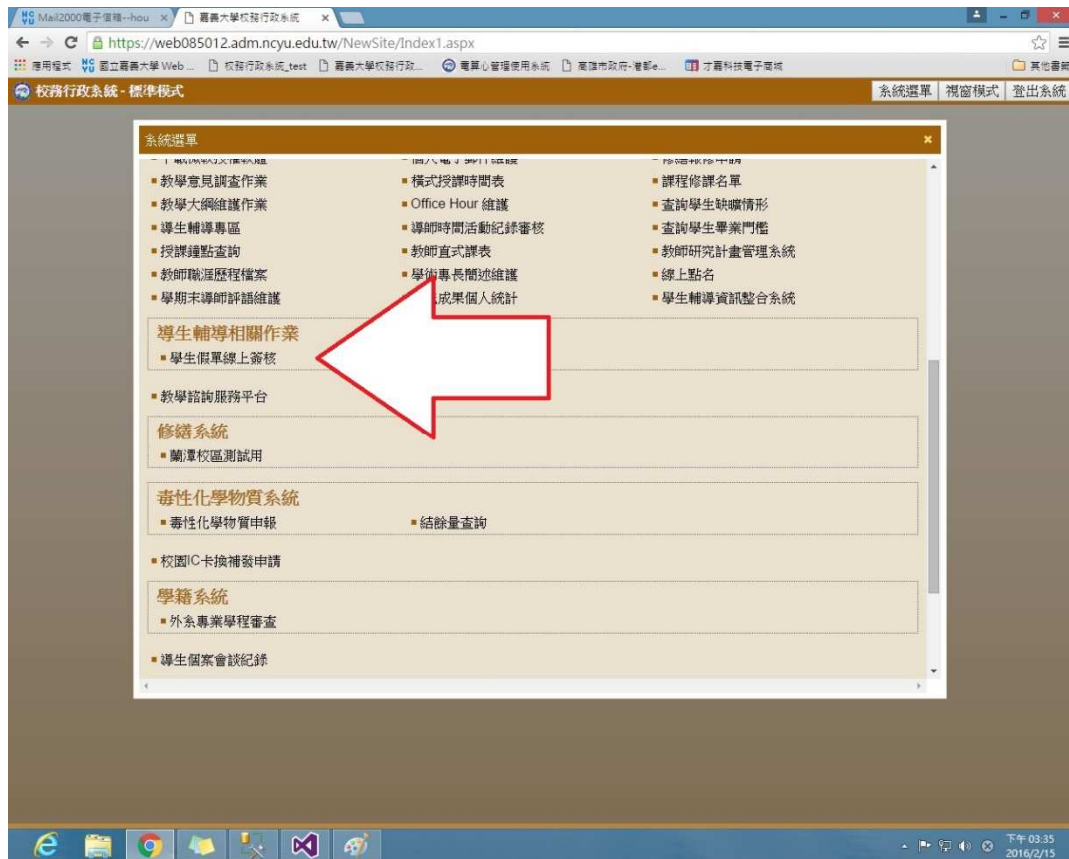 Mail2000電子信箱--hou
嘉義大學校務行政系統
https://web085012.adm.ncyu.edu.tw/NewSite/Index1.aspx
應用程式 國立嘉義大學 Web ... 校務行政系統_test 嘉義大學校務行政... 電算心管理使用系統 高雄市政府-港都e... 才嘉科技電子商城 其他書籤
校務行政系統 - 標準模式 系統選單 視窗模式 登出系統
系統選單
教學意見調查作業 橫式授課時間表 課程修課名單
教學大綱維護作業 Office Hour 維護 查詢學生缺曠情形
導生輔導專區 導師時間活動紀錄審核 查詢學生畢業門檻
授課鐘點查詢 教師直式課表 教師研究計畫管理系統
教師職涯歷程檔案 學術專長簡述維護 線上點名
學期末導師評語維護 成果個人統計 學生輔導資訊整合系統
導生輔導相關作業
學生假單線上簽核
教學諮詢服務平台
修繕系統
蘭潭校區測試用
毒性化學物質系統
毒性化學物質申報 結餘量查詢
校園IC卡換補發申請
學籍系統
外系專業學程審查
導生個案會談紀錄
下午 03:35
2016/2/15